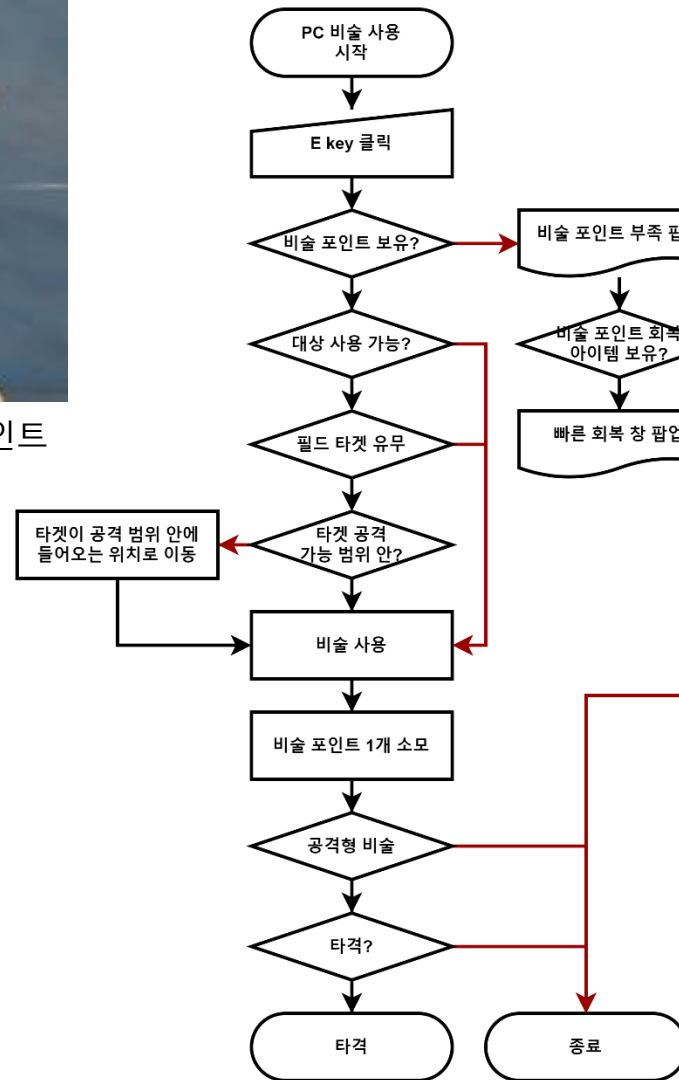 PC 비술 사용
시작
E key 클릭
비술 포인트 보유?
비술 포인트 부족
비술 포인트 회복
아이템 보유?
대상 사용 가능?
빠른 회복 창 팝업
필드 타겟 유무
인트
타겟이 공격 범위 안에
들어오는 위치로 이동
타겟 공격
가능 범위 안?
비술 사용
비술 포인트 1개 소모
공격형 비술
타격?
타격
종료